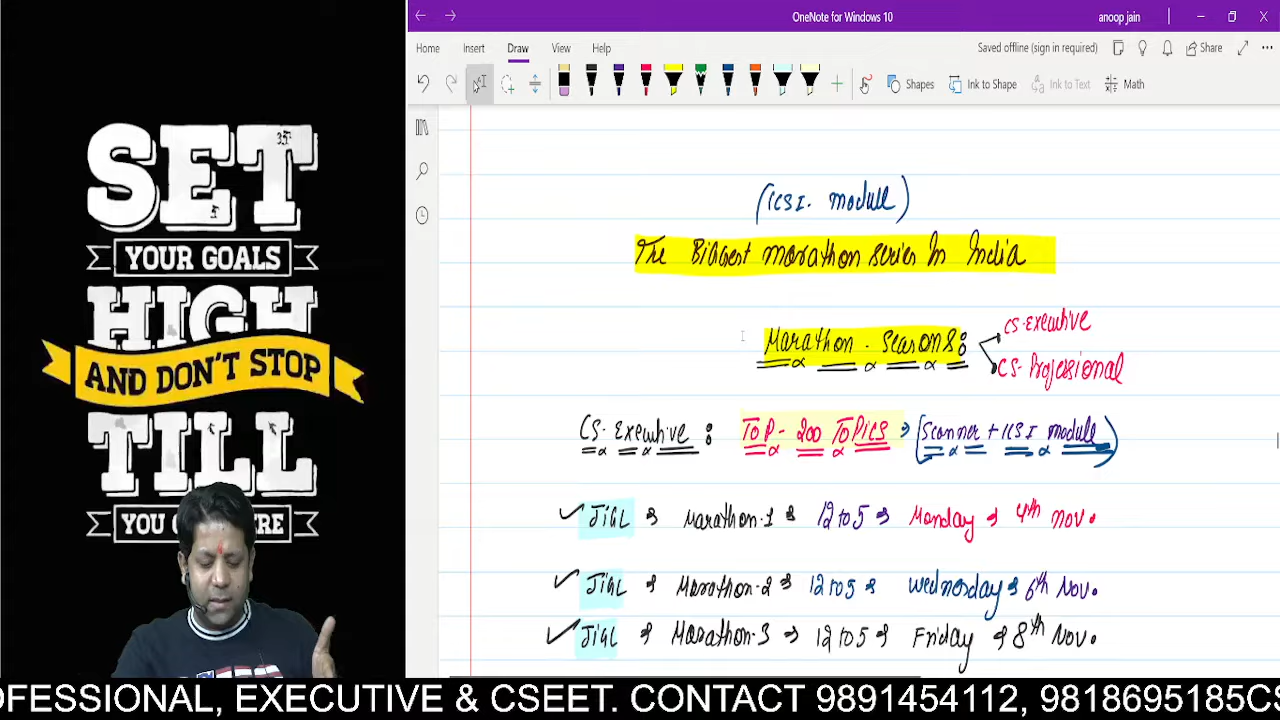 SET
YOUR GOALS
HIGH
AND DON'T STOP
TILL
YOU
OneNote for Windows 10
anoop jain
Home Insert Draw View Help
Saved offline (sign in required) Share
Shapes Ink to Shape Ink to Text Math
(ICSI. module)
The Biggest marathon series In India
Marathon - Season 8:
CS-Executive
CS-Professional
CS-Executive : Top-200 Topics (Scanner + ICSI module)
JIGL Marathon-1 12 to 5 Monday 4th Nov.
JIGL Marathon-2 12 to 5 Wednesday 6th Nov.
JIGL Marathon-3 12 to 5 Friday 8th Nov.
OFESSIONAL, EXECUTIVE & CSEET. CONTACT 9891454112, 9818695185CS